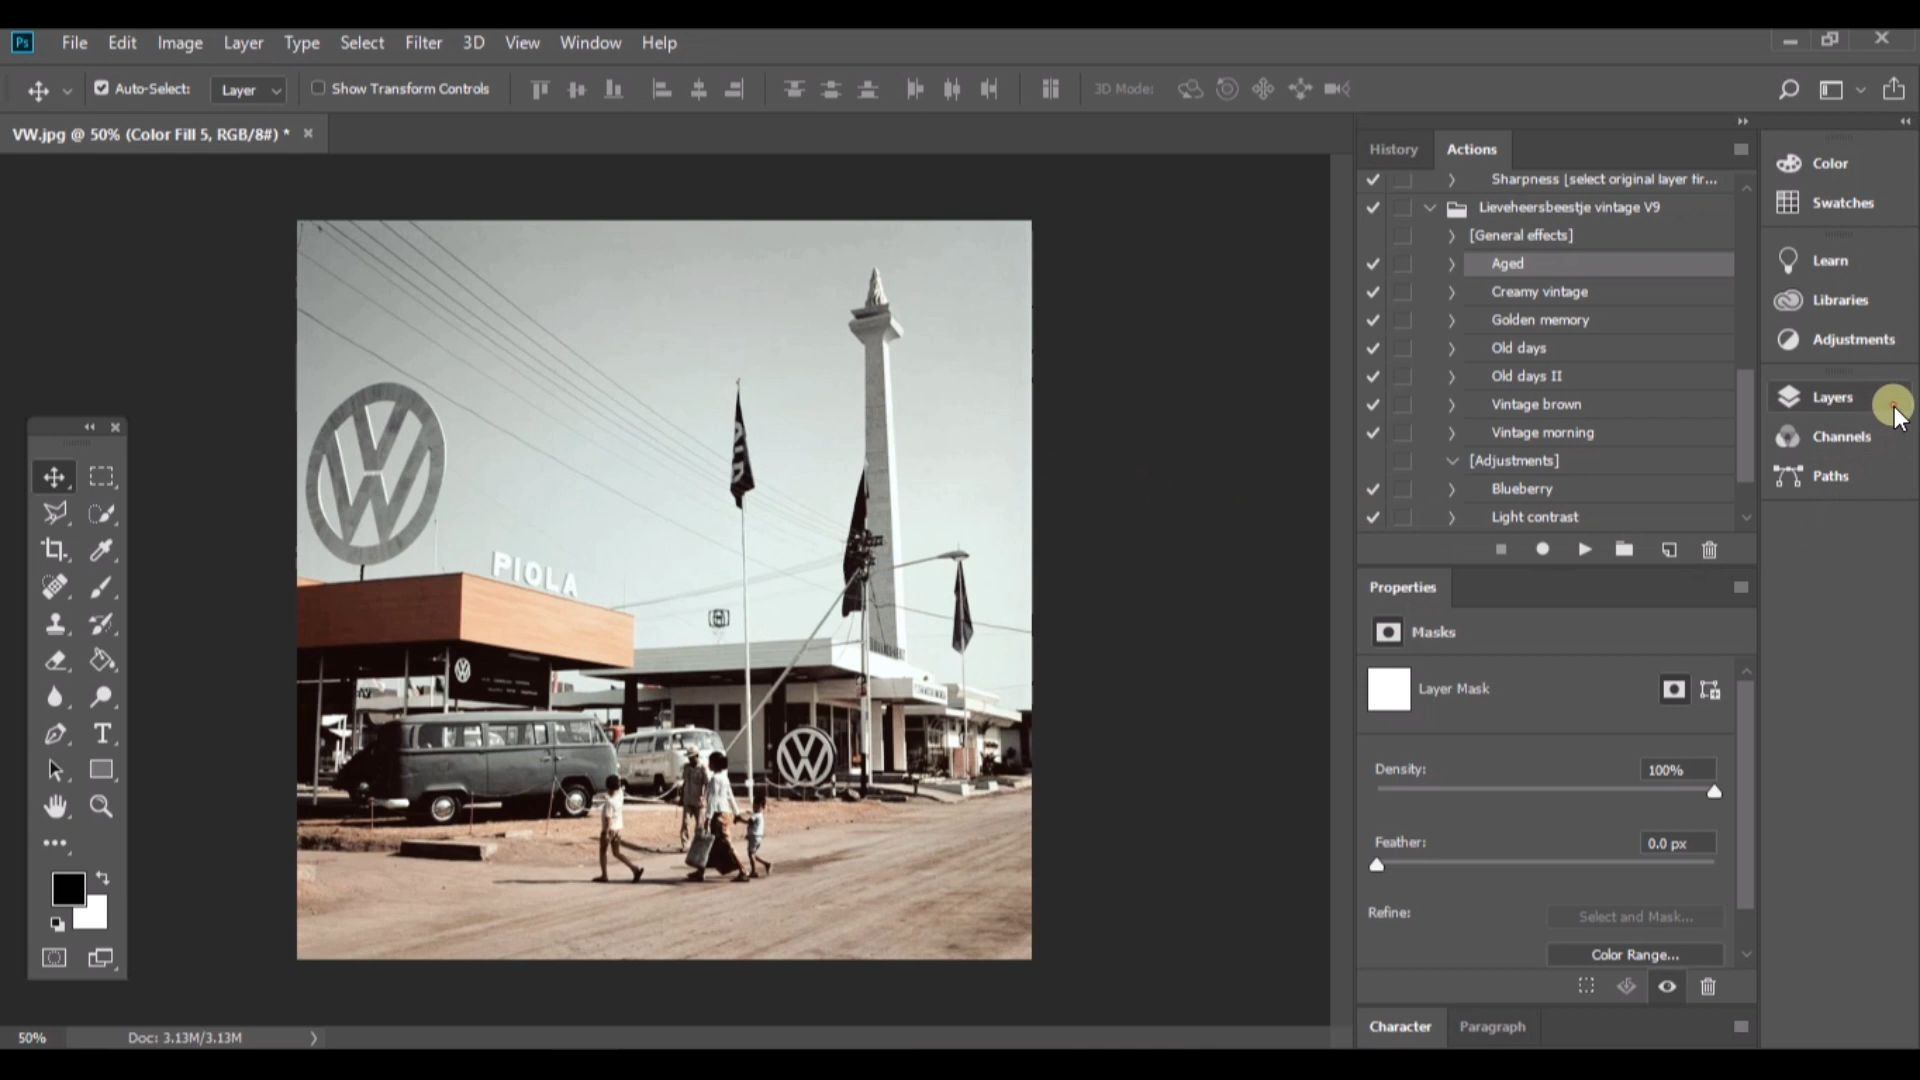 Ps File Edit Image Layer Type Select Filter 3D View Window Help
Auto-Select: Layer Show Transform Controls 3D Mode:
VW.jpg @ 50% (Color Fill 5, RGB/8#) *
History Actions
Sharpness [select original layer fir...
Lieveheersbeestje vintage V9
[General effects]
Aged
Creamy vintage
Golden memory
Old days
Old days II
Vintage brown
Vintage morning
[Adjustments]
Blueberry
Light contrast
Properties
Masks
Layer Mask
Density: 100%
Feather: 0.0 px
Refine: Select and Mask...
Color Range...
Character Paragraph
Color
Swatches
Learn
Libraries
Adjustments
Layers
Channels
Paths
T
VW
PIOLA
VW
50% Doc: 3.13M/3.13M